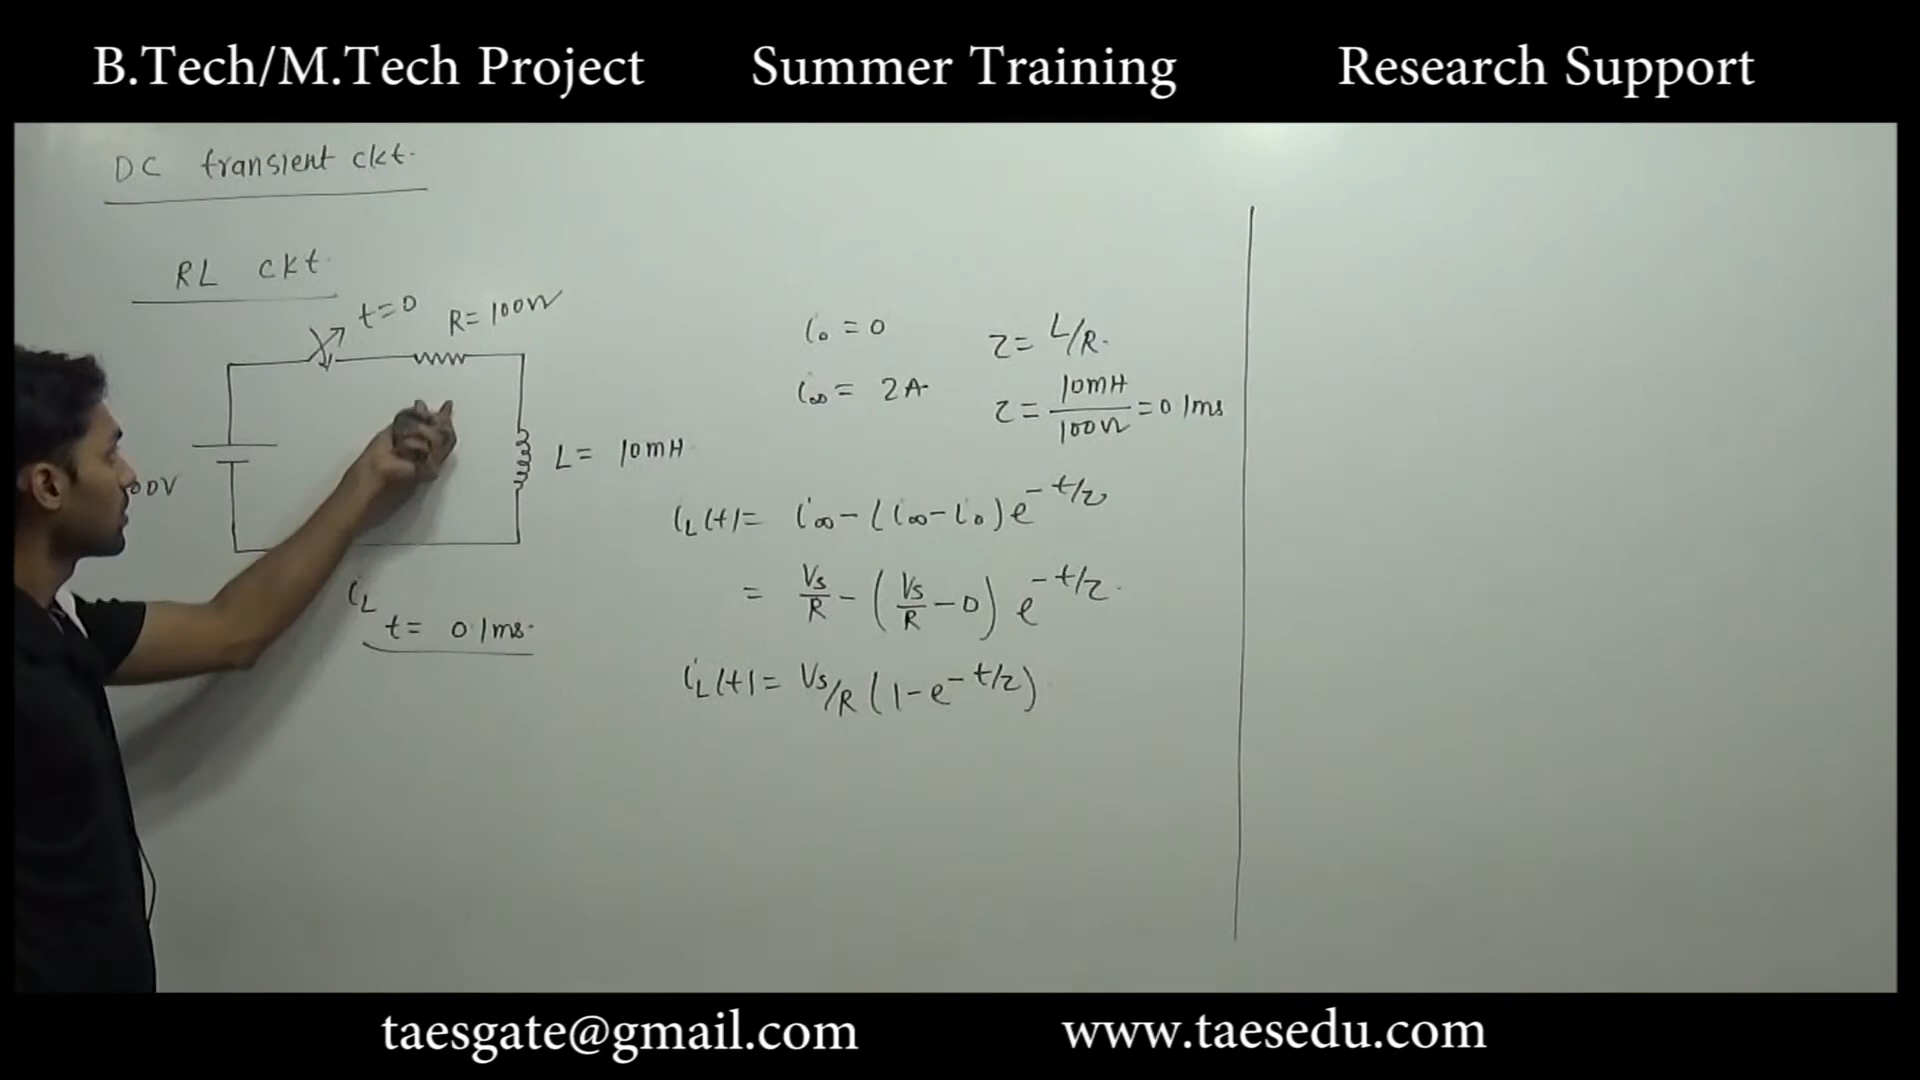 B.Tech/M.Tech Project Summer Training Research Support
DC transient ckt.
RL ckt.
t=0
R=100Ω
00V
L= 10mH
iL
t= 0.1ms.
i0 = 0
i∞ = 2A
τ= L/R.
τ= 10mH/100Ω =0.1ms
iL(t)= i∞-(i∞-i0)e^-t/τ
= Vs/R - (Vs/R -0) e^-t/τ.
iL(t)= Vs/R (1-e^-t/τ)
taesgate@gmail.com www.taesedu.com